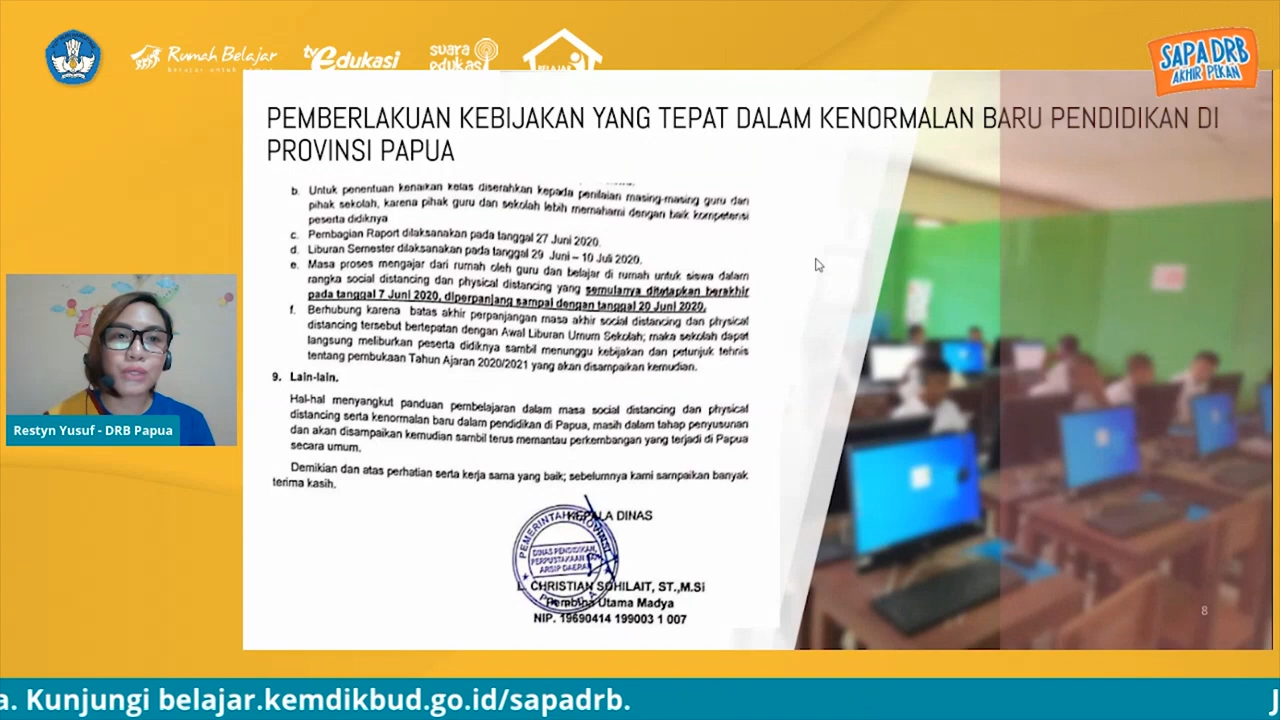 Rumah Belajar
tv edukasi
suara
edukasi
BELAJAR
SAPA DRB
AKHIR PEKAN
PEMBERLAKUAN KEBIJAKAN YANG TEPAT DALAM KENORMALAN BARU PENDIDIKAN DI
PROVINSI PAPUA
b. Untuk penentuan kenaikan kelas diserahkan kepada penilaian masing-masing guru dan
pihak sekolah, karena pihak guru dan sekolah lebih memahami dengan baik kompetensi
peserta didiknya
c. Pembagian Raport dilaksanakan pada tanggal 27 Juni 2020.
d. Liburan Semester dilaksanakan pada tanggal 29 Juni – 10 Juli 2020.
e. Masa proses mengajar dari rumah oleh guru dan belajar di rumah untuk siswa dalam
rangka social distancing dan physical distancing yang semulanya ditetapkan berakhir
pada tanggal 7 Juni 2020, diperpanjang sampai dengan tanggal 20 Juni 2020.
f. Berhubung karena batas akhir perpanjangan masa akhir social distancing dan physical
distancing tersebut bertepatan dengan Awal Liburan Umum Sekolah; maka sekolah dapat
langsung meliburkan peserta didiknya sambil menunggu kebijakan dan petunjuk tehnis
tentang pembukaan Tahun Ajaran 2020/2021 yang akan disampaikan kemudian.
9. Lain-lain.
Hal-hal menyangkut panduan pembelajaran dalam masa social distancing dan physical
distancing serta kenormalan baru dalam pendidikan di Papua, masih dalam tahap penyusunan
dan akan disampaikan kemudian sambil terus memantau perkembangan yang terjadi di Papua
secara umum.
Demikian dan atas perhatian serta kerja sama yang baik; sebelumnya kami sampaikan banyak
terima kasih.
KEPALA DINAS
PEMERINTAH PROVINSI
DINAS PENDIDIKAN,
PERPUSTAKAAN DAN
ARSIP DAERAH
L. CHRISTIAN SOHILAIT, ST.,M.Si
Pembina Utama Madya
NIP. 19690414 199003 1 007
8
Restyn Yusuf - DRB Papua
a. Kunjungi belajar.kemdikbud.go.id/sapadrb.
J